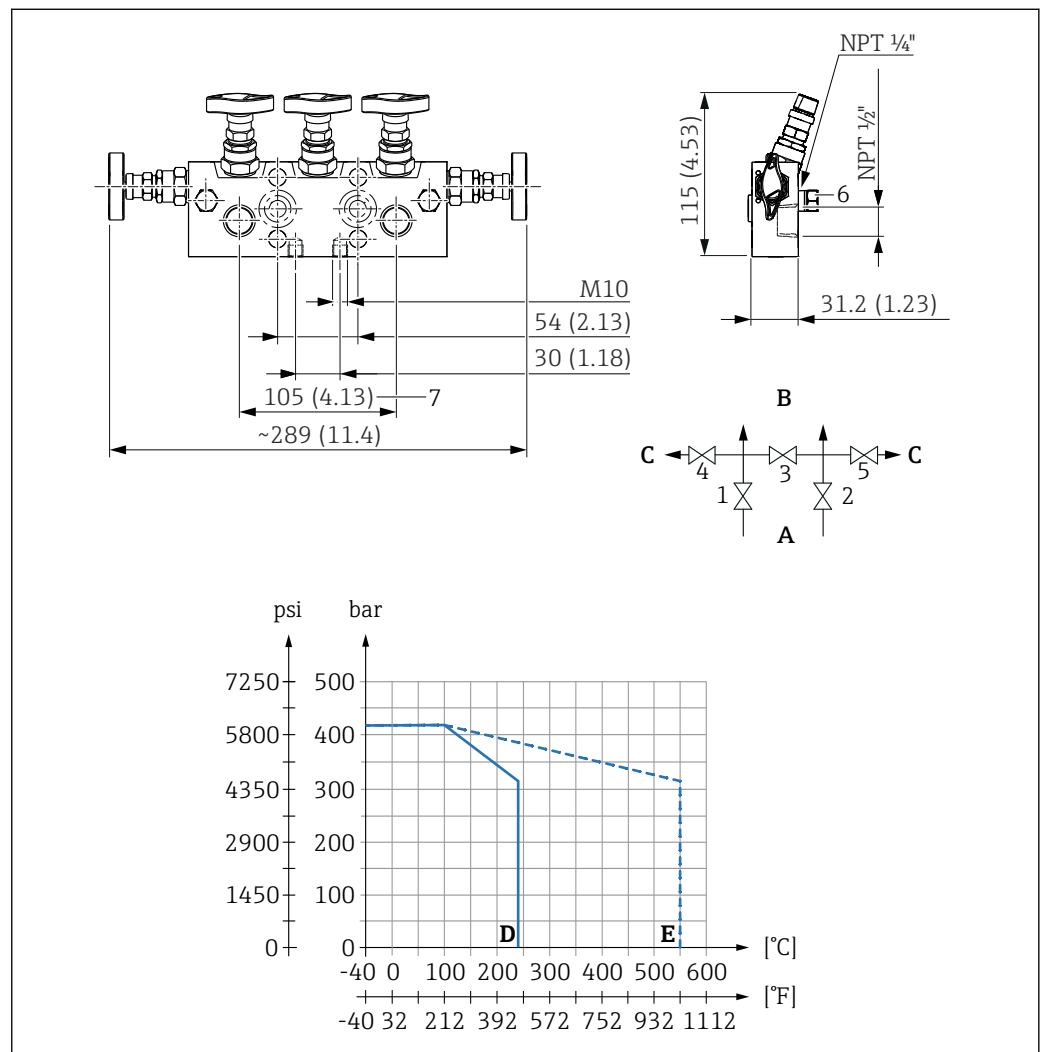 NPT ¼"
115 (4.53)
NPT ½"
6
31.2 (1.23)
M10
54 (2.13)
30 (1.18)
105 (4.13) 7
~289 (11.4)
B
C 4 3 5 C
1 2
A
psi bar
7250 500
5800 400
4350 300
2900 200
1450 100
0 0
D E [°C]
-40 0 100 200 300 400 500 600
[°F]
-40 32 212 392 572 752 932 1112